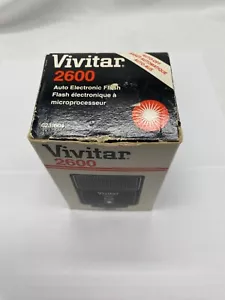 Vivitar
2600
Auto Electronic Flash
Flash électronique à
microprocesseur
Vivitar
2600